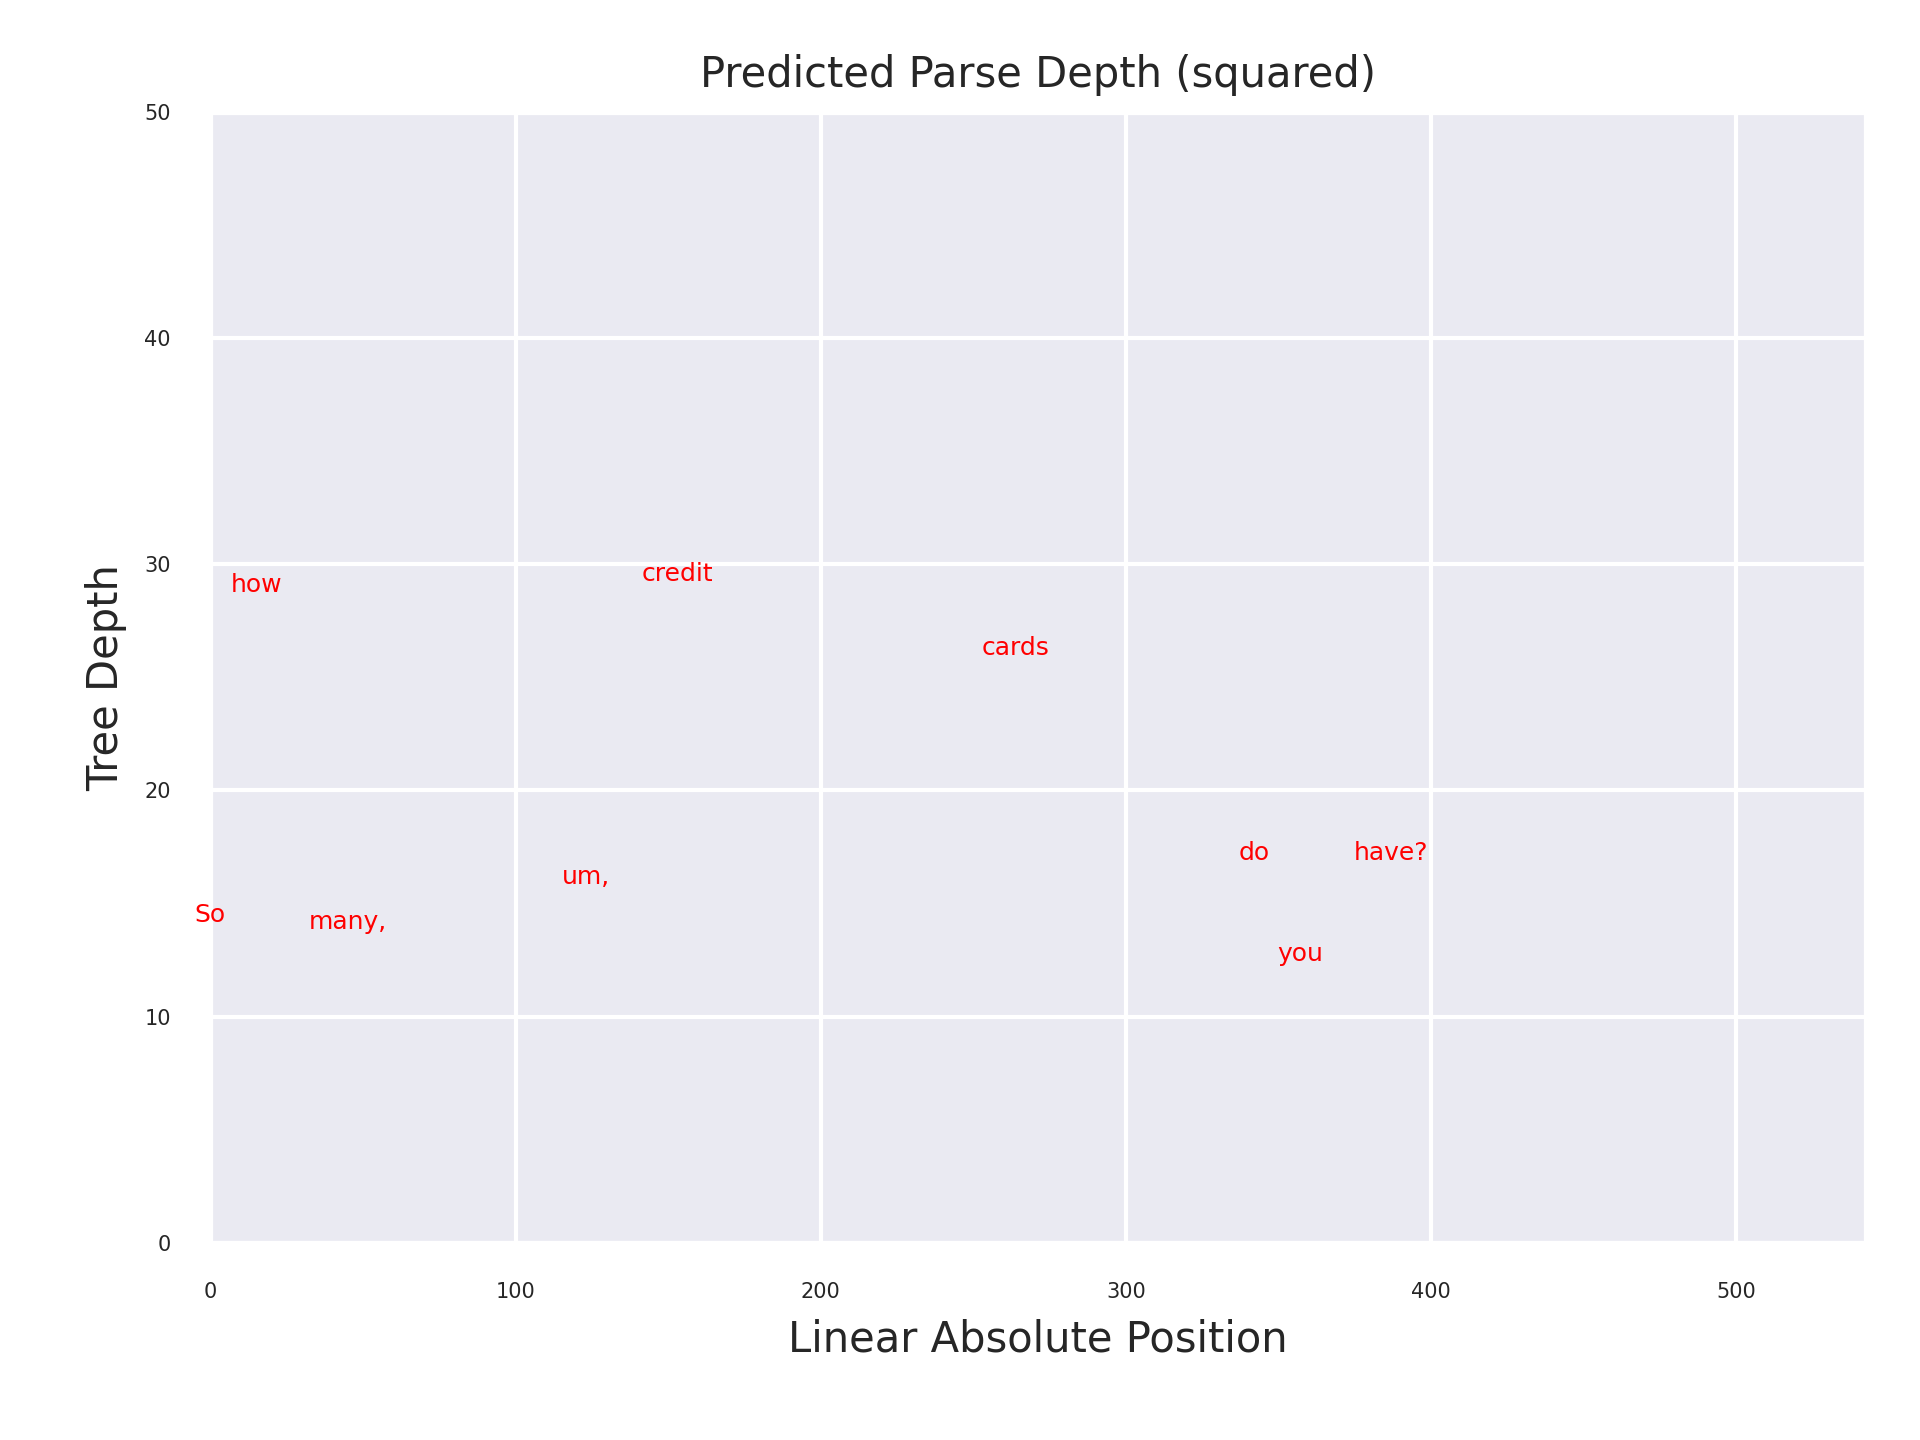 Predicted Parse Depth (squared)
50
40
30
20
10
0
Tree Depth
how
credit
cards
do
have?
um,
So
many,
you
0 100 200 300 400 500
Linear Absolute Position